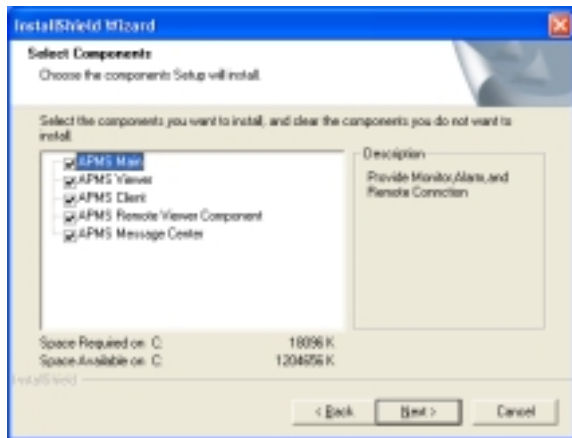 InstallShield Wizard
Select Components
Choose the components Setup will install.
Select the components you want to install, and clear the components you do not want to
install.
APMS Main
APMS Viewer
APMS Client
APMS Remote Viewer Component
APMS Message Center
Description
Provide Monitor,Alarm,and
Remote Connction
Space Required on C: 18096 K
Space Available on C: 1204656 K
InstallShield
< Back
Next >
Cancel